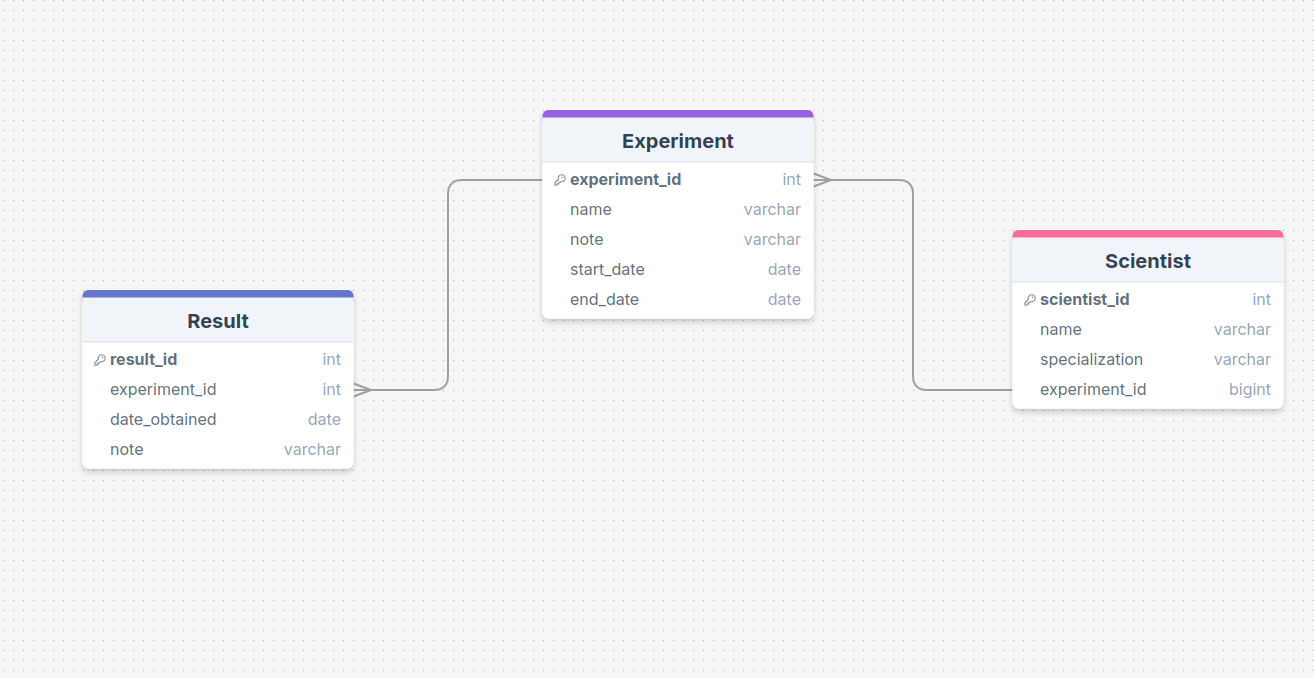 Experiment
experiment_id int
name varchar
note varchar
start_date date
end_date date
Scientist
scientist_id int
name varchar
specialization varchar
experiment_id bigint
Result
result_id int
experiment_id int
date_obtained date
note varchar